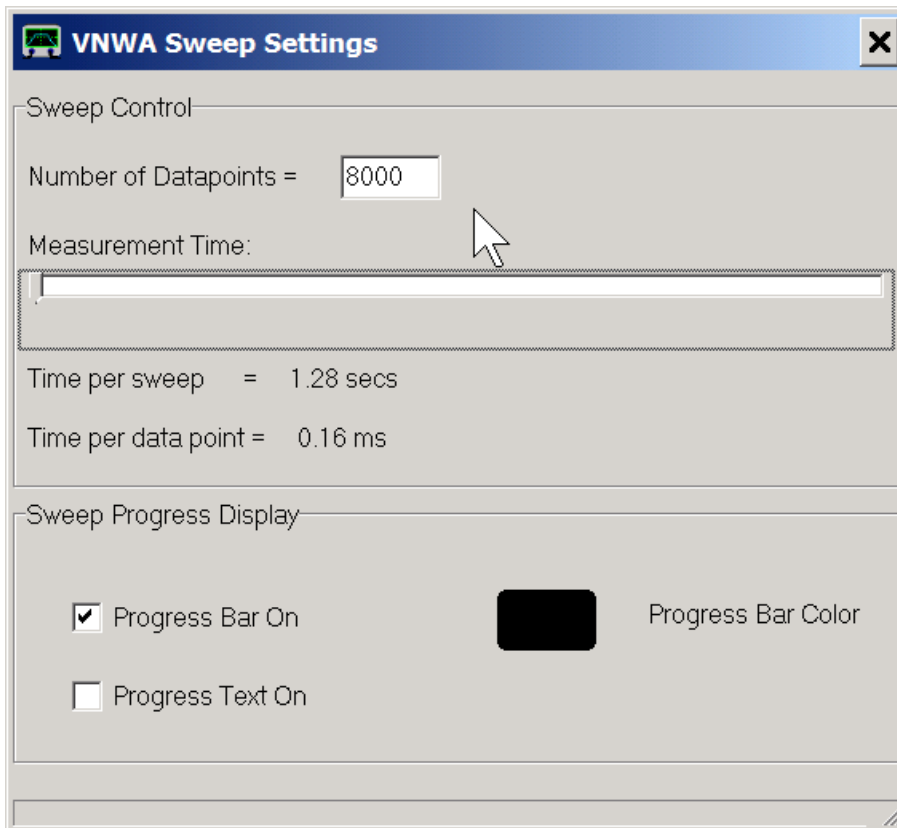 VNWA Sweep Settings
Sweep Control
Number of Datapoints = 8000
Measurement Time:
Time per sweep = 1.28 secs
Time per data point = 0.16 ms
Sweep Progress Display
Progress Bar On
Progress Bar Color
Progress Text On